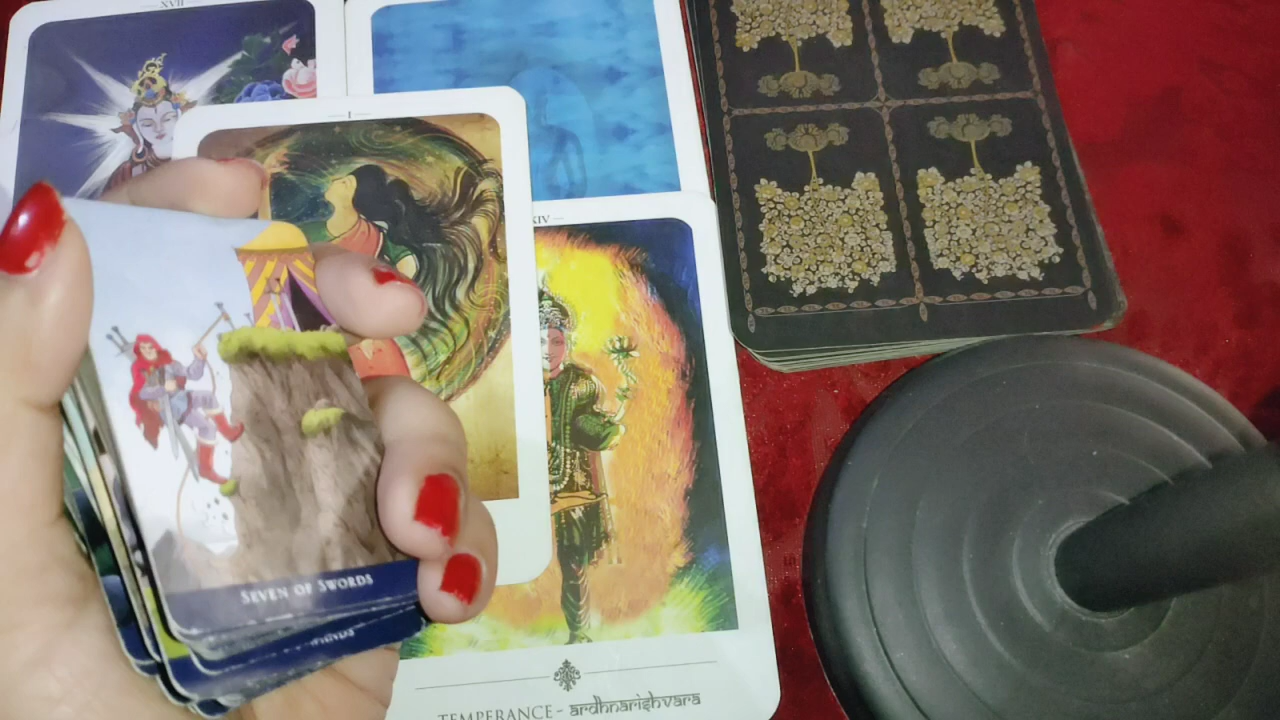 XVII
I
XIV
SEVEN OF SWORDS
TEMPERANCE - ardhnarishvara